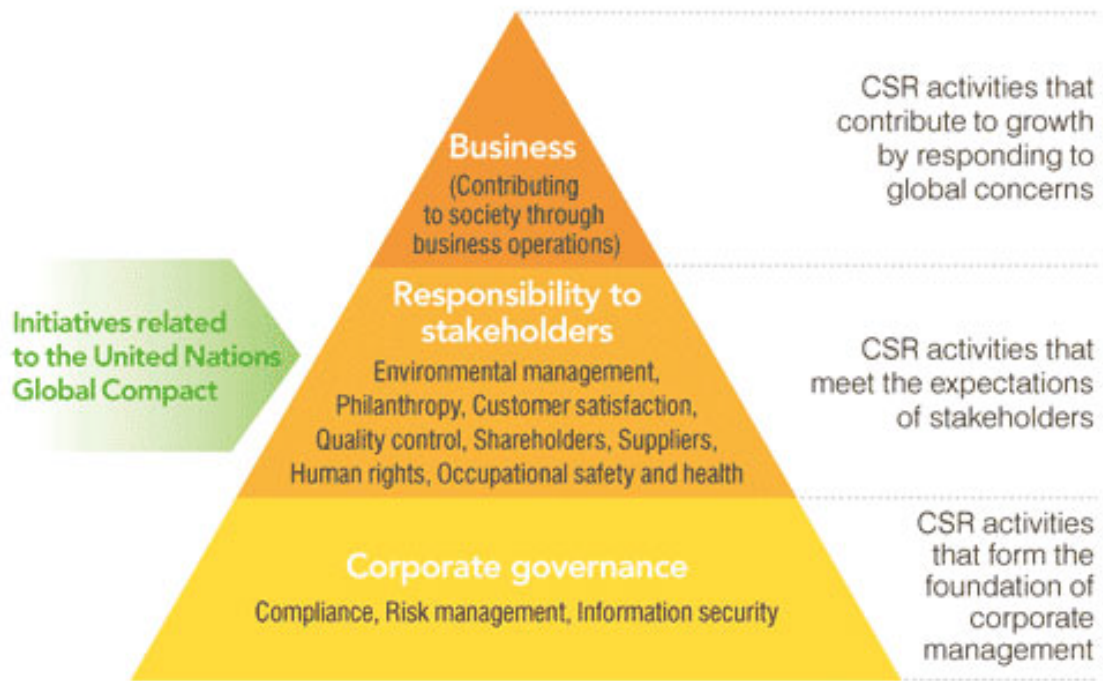 Business
(Contributing
to society through
business operations)
CSR activities that
contribute to growth
by responding to
global concerns
Initiatives related
to the United Nations
Global Compact
Responsibility to
stakeholders
Environmental management,
Philanthropy, Customer satisfaction,
Quality control, Shareholders, Suppliers,
Human rights, Occupational safety and health
CSR activities that
meet the expectations
of stakeholders
Corporate governance
Compliance, Risk management, Information security
CSR activities
that form the
foundation of
corporate
management